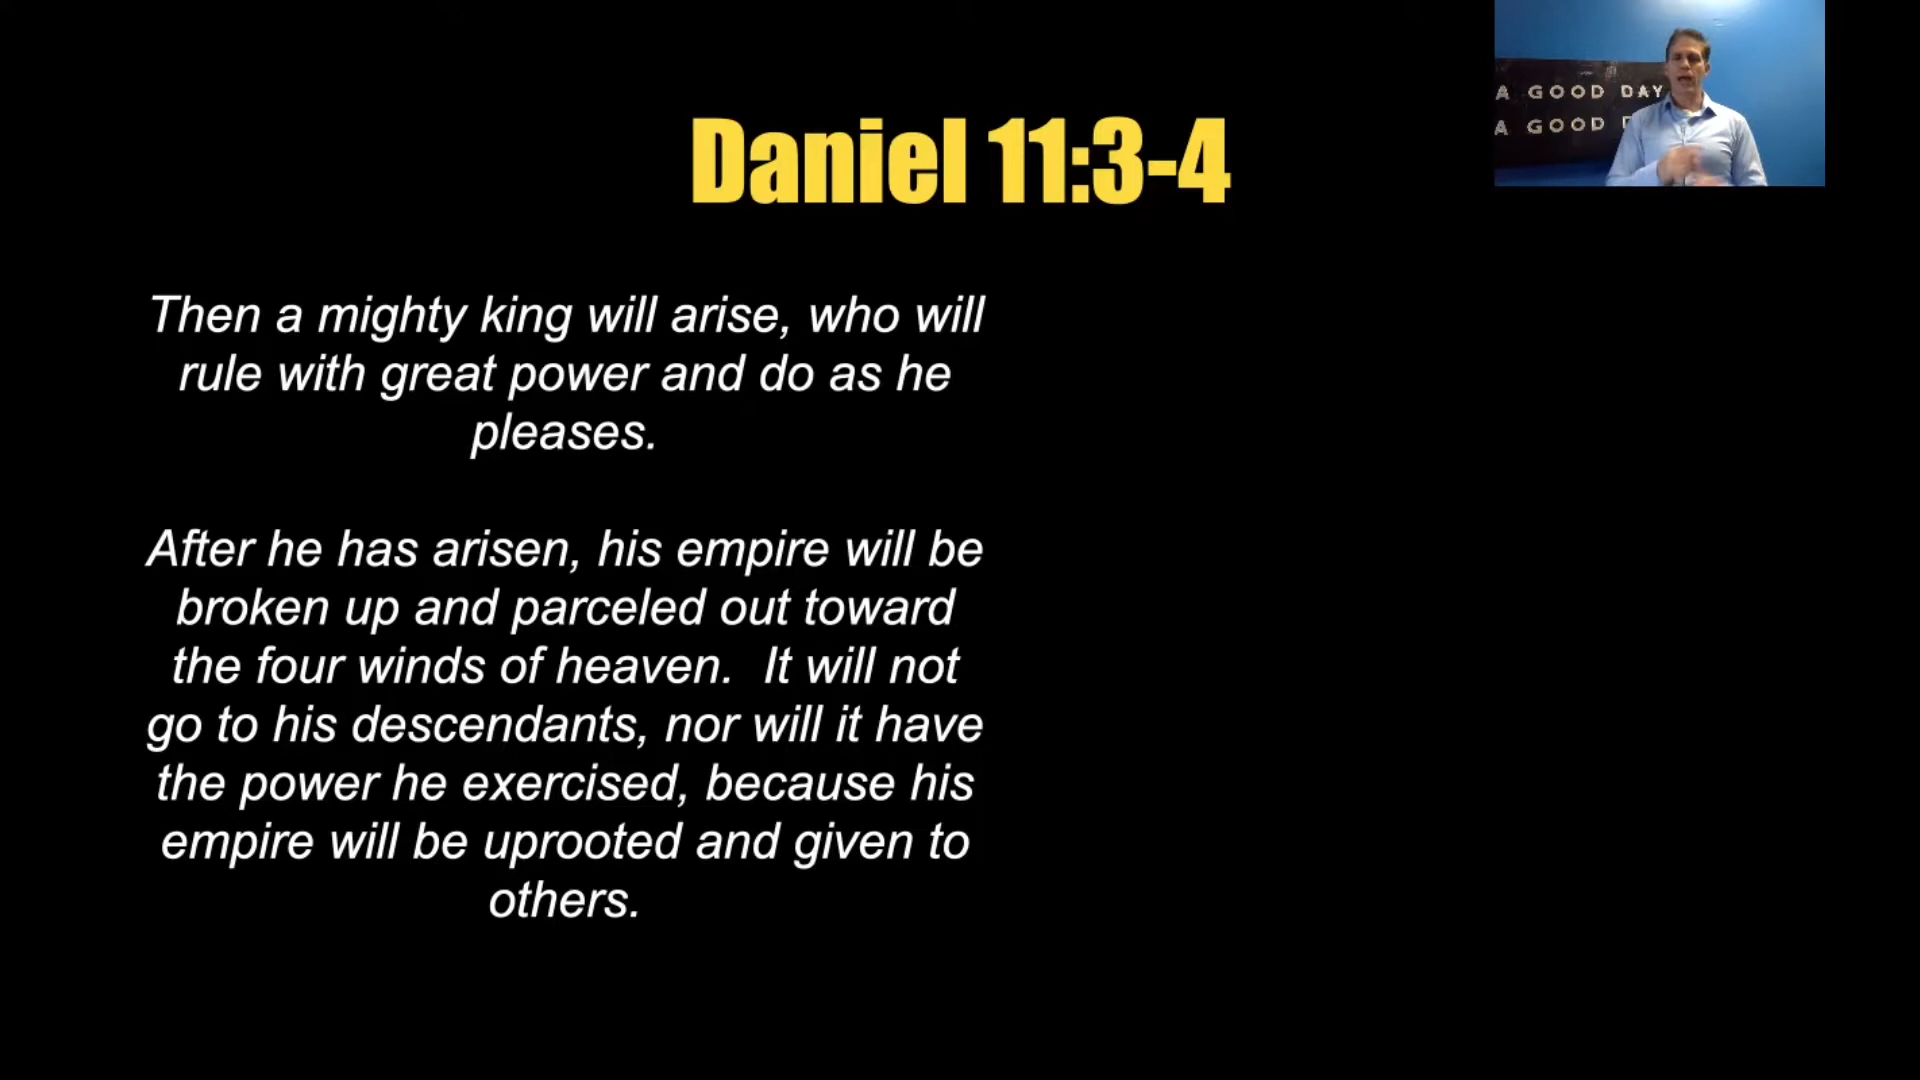 Daniel 11:3-4
A GOOD DAY
A GOOD
Then a mighty king will arise, who will
rule with great power and do as he
pleases.
After he has arisen, his empire will be
broken up and parceled out toward
the four winds of heaven.  It will not
go to his descendants, nor will it have
the power he exercised, because his
empire will be uprooted and given to
others.